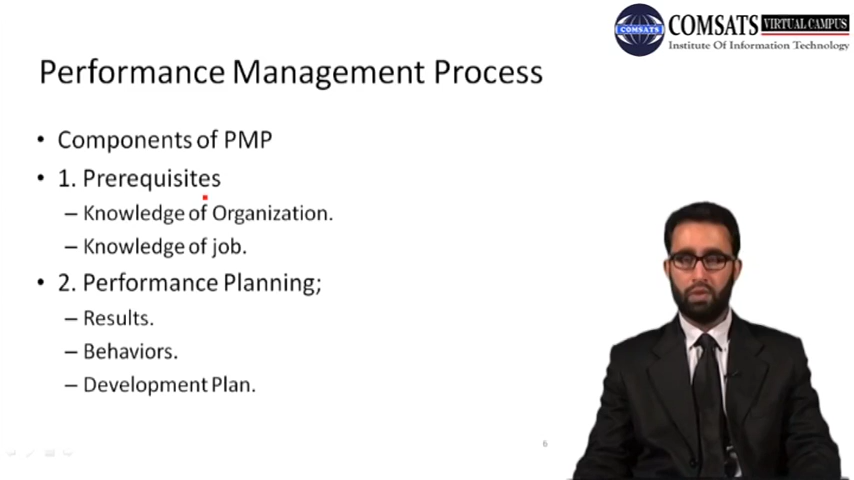 COMSATS
COMSATS VIRTUAL CAMPUS
Institute Of Information Technology
Performance Management Process
• Components of PMP
• 1. Prerequisites
– Knowledge of Organization.
– Knowledge of job.
• 2. Performance Planning;
– Results.
– Behaviors.
– Development Plan.
6